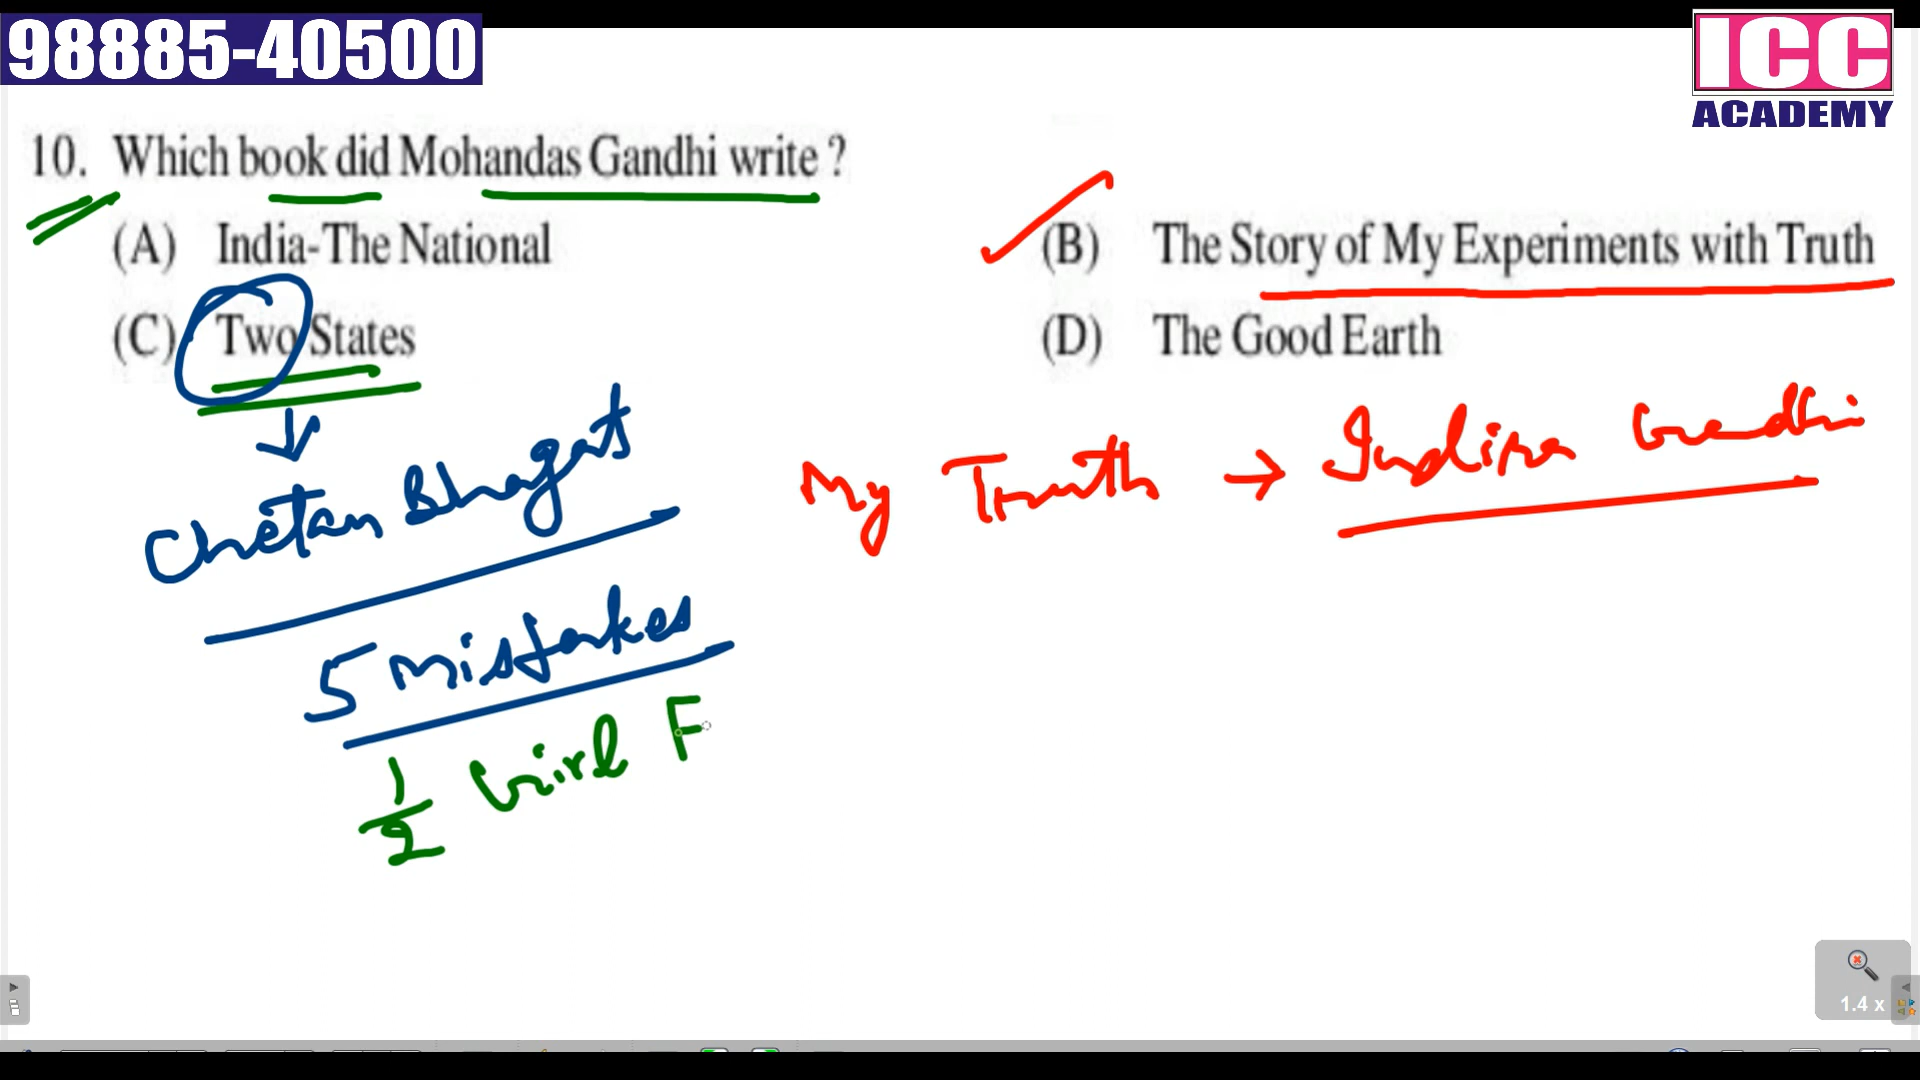 98885-40500
ICC
ACADEMY
10. Which book did Mohandas Gandhi write ?
(A) India-The National
(B) The Story of My Experiments with Truth
(C) Two States
(D) The Good Earth
Chetan Bhagat
My Truth → Indira Gandhi
5 mistakes
1/2 Girl F
1.4 x